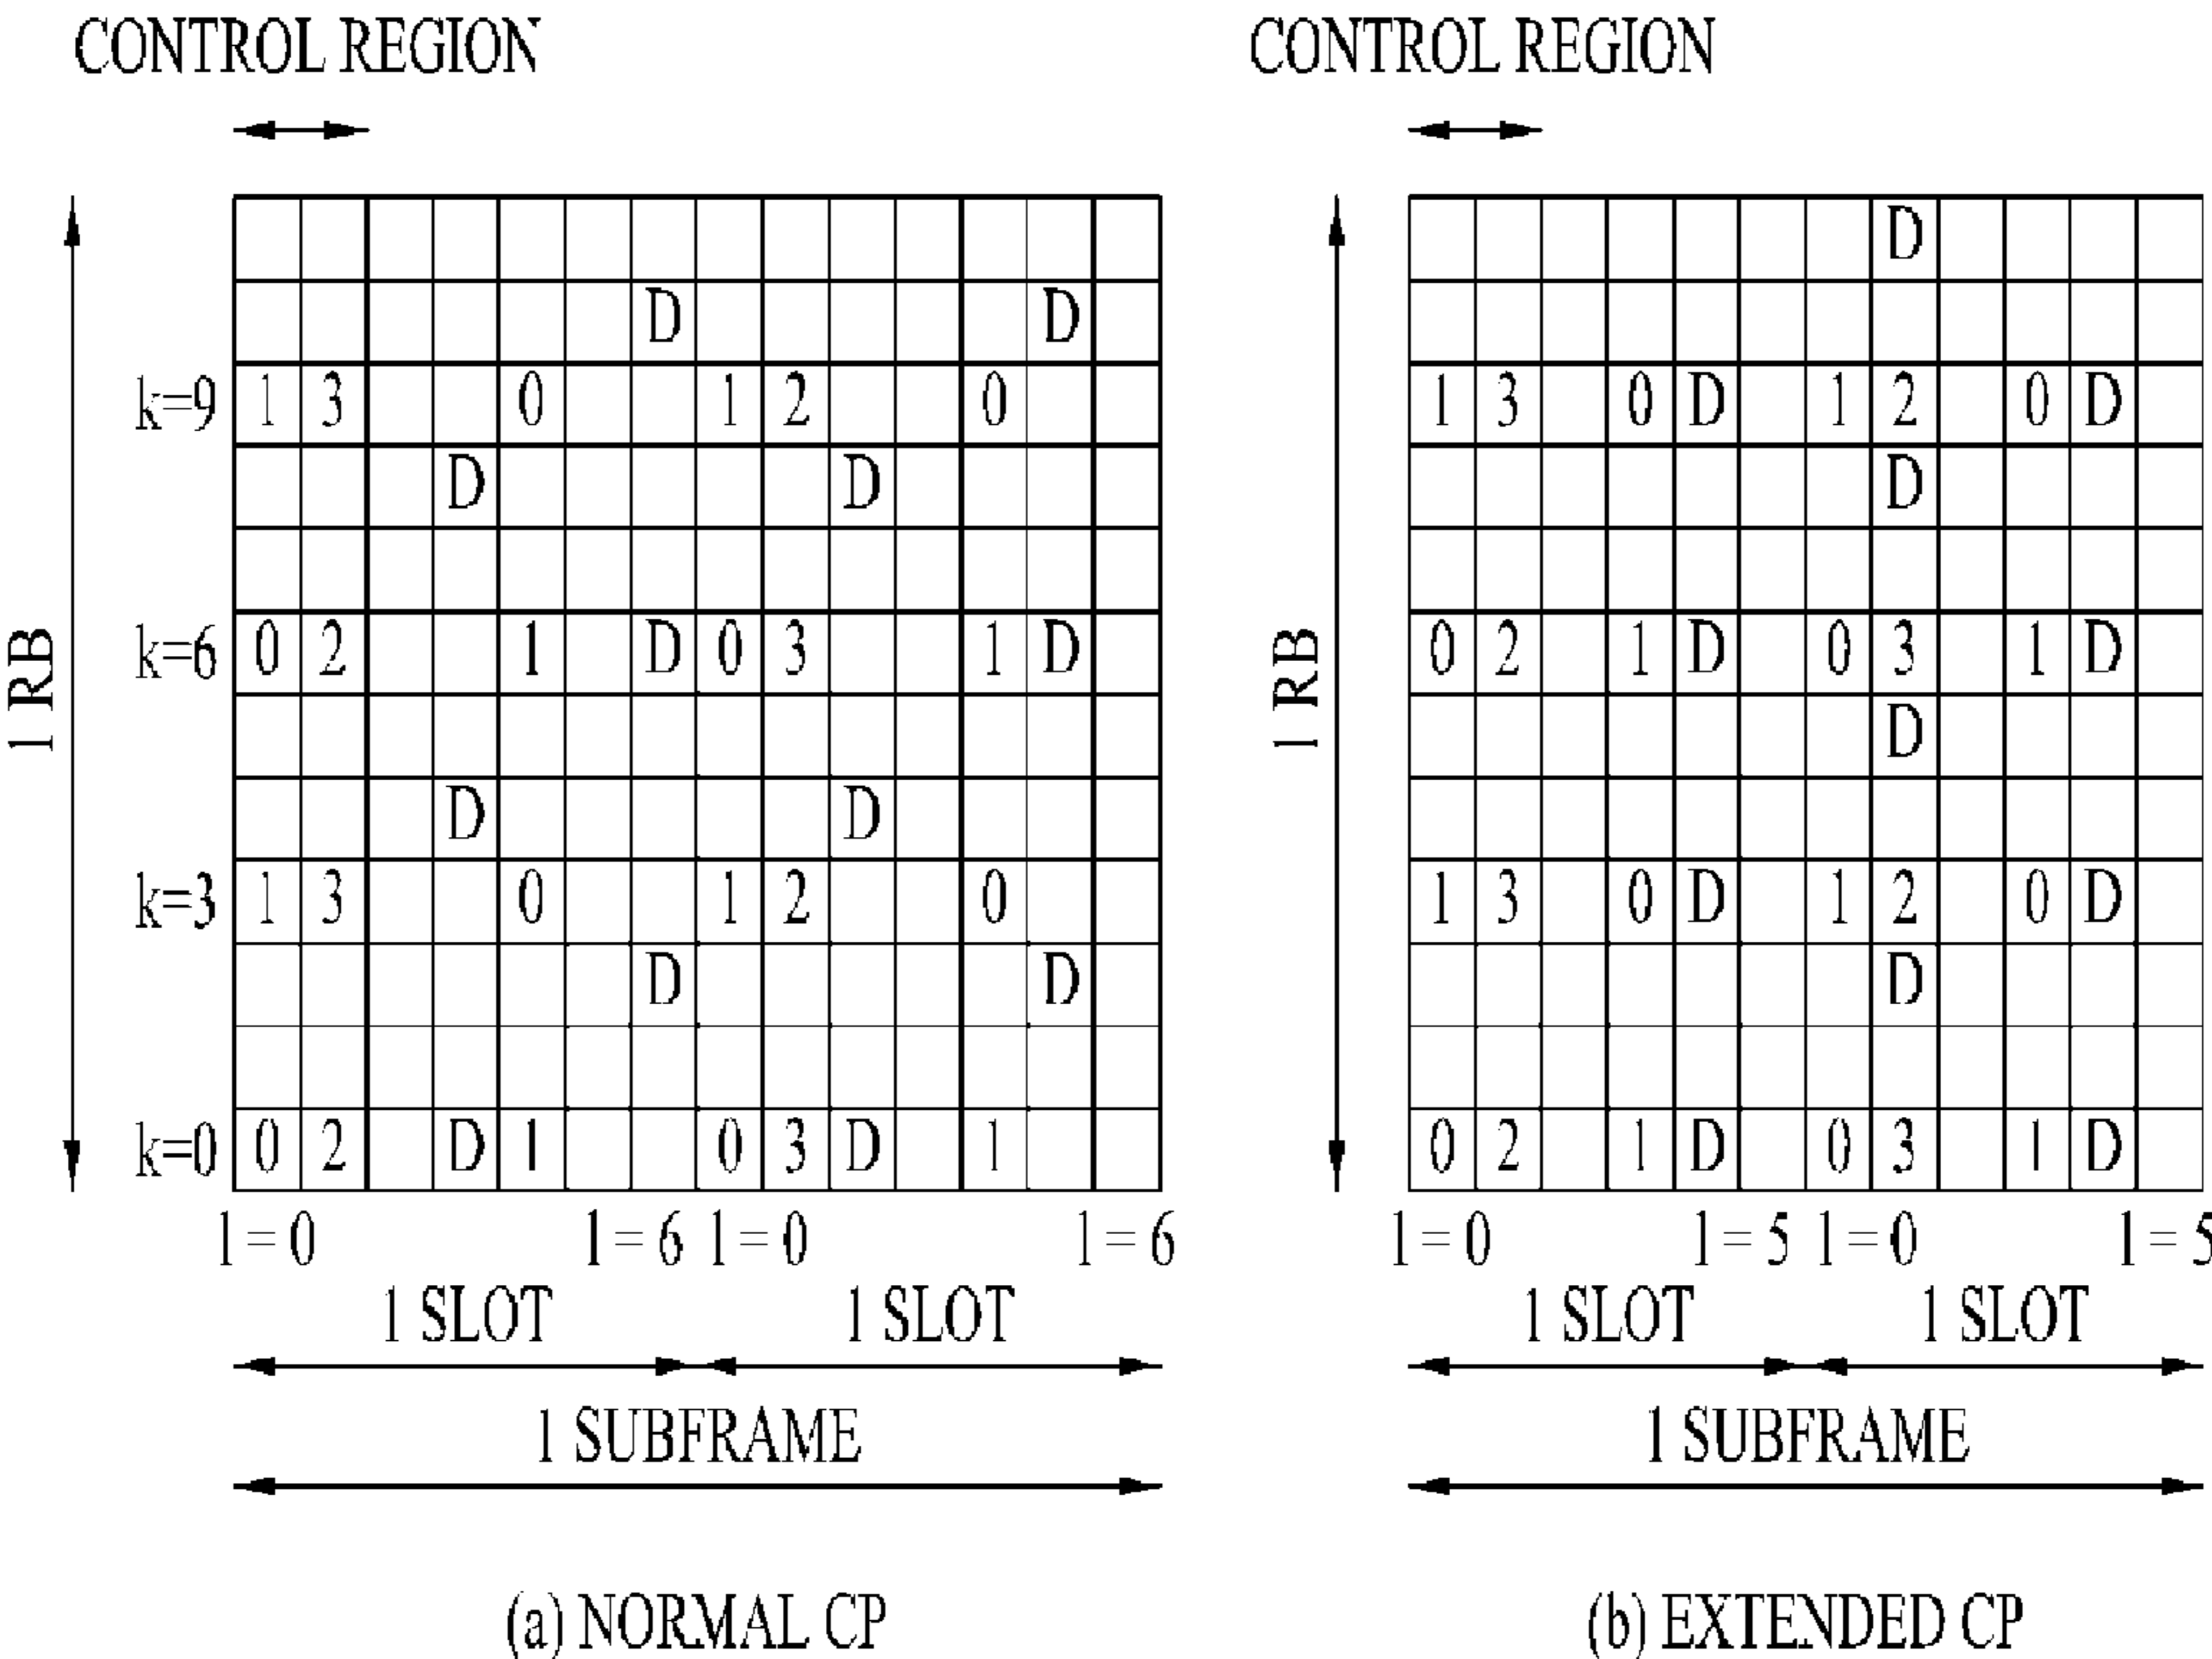 CONTROL REGION
CONTROL REGION
D
D D
k=9 1 3 0 1 2 0
1 3 0 D 1 2 0 D
D D
D
1 RB
k=6 0 2 1 D 0 3 1 D
1 RB
0 2 1 D 0 3 1 D
D
D D
k=3 1 3 0 1 2 0
1 3 0 D 1 2 0 D
D D
D
k=0 0 2 D 1 0 3 D 1
0 2 1 D 0 3 1 D
l = 0 l = 6 l = 0 l = 6
l = 0 l = 5 l = 0 l = 5
1 SLOT 1 SLOT
1 SLOT 1 SLOT
1 SUBFRAME
1 SUBFRAME
(a) NORMAL CP
(b) EXTENDED CP